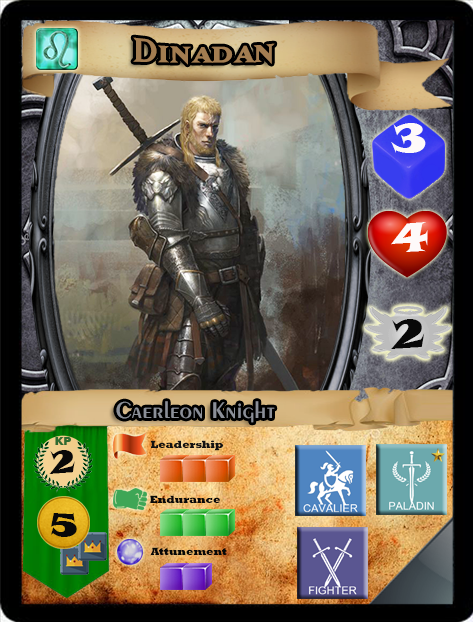 DINADAN
3
4
2
Caerleon Knight
KP
2
5
Leadership
Endurance
Attunement
CAVALIER
PALADIN
FIGHTER